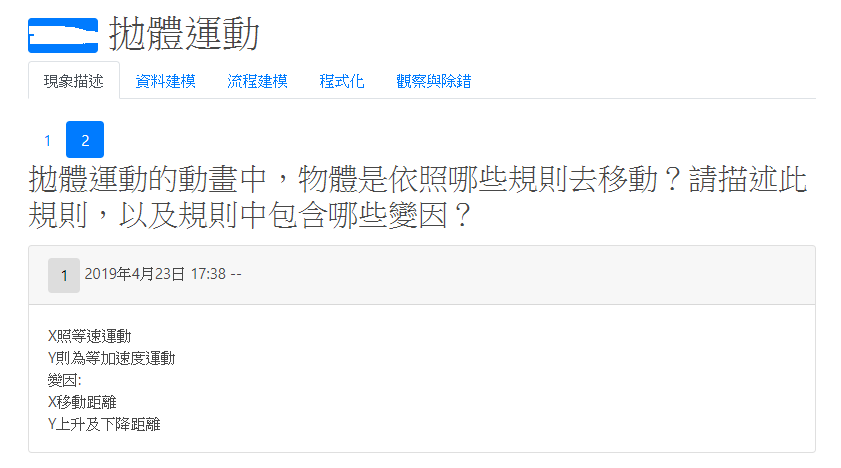 拋體運動
現象描述 資料建模 流程建模 程式化 觀察與除錯
1 2
拋體運動的動畫中，物體是依照哪些規則去移動？請描述此
規則，以及規則中包含哪些變因？
1 2019年4月23日 17:38 --
X照等速運動
Y則為等加速度運動
變因:
X移動距離
Y上升及下降距離